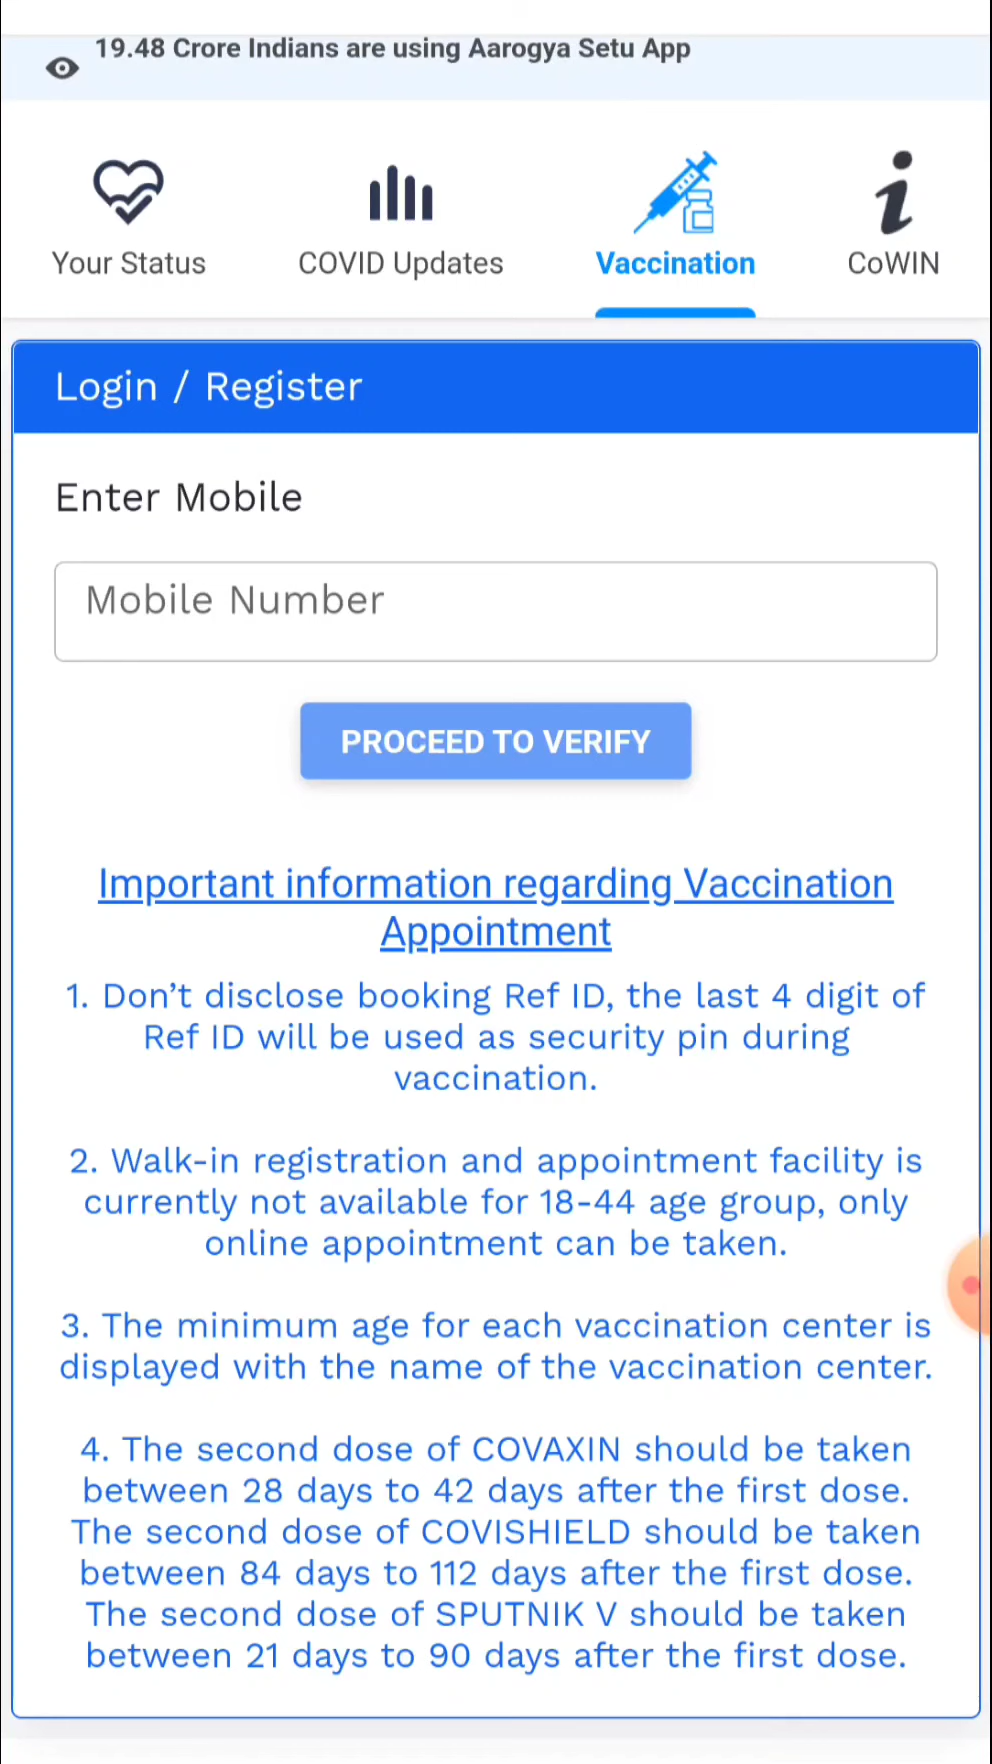 19.48 Crore Indians are using Aarogya Setu App
Your Status
COVID Updates
Vaccination
CoWIN
Login / Register
Enter Mobile
Mobile Number
PROCEED TO VERIFY
Important information regarding Vaccination
Appointment
1. Don’t disclose booking Ref ID, the last 4 digit of
Ref ID will be used as security pin during
vaccination.
2. Walk-in registration and appointment facility is
currently not available for 18-44 age group, only
online appointment can be taken.
3. The minimum age for each vaccination center is
displayed with the name of the vaccination center.
4. The second dose of COVAXIN should be taken
between 28 days to 42 days after the first dose.
The second dose of COVISHIELD should be taken
between 84 days to 112 days after the first dose.
The second dose of SPUTNIK V should be taken
between 21 days to 90 days after the first dose.